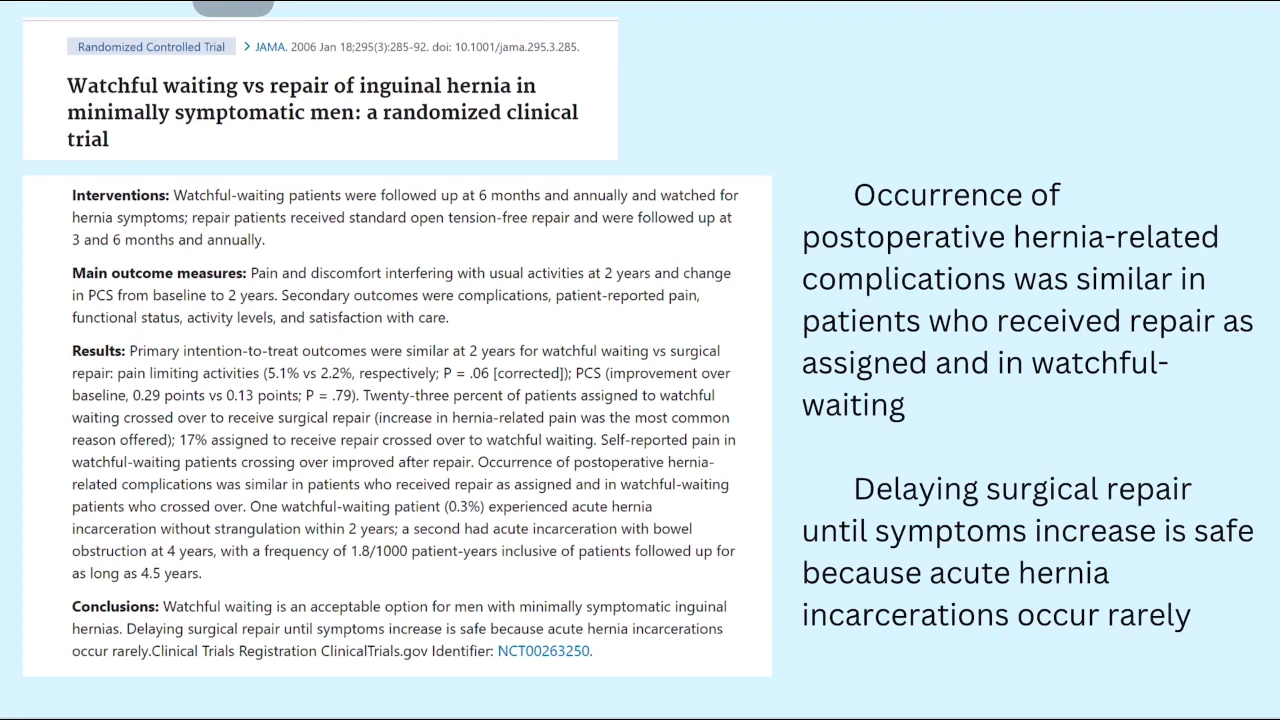 Randomized Controlled Trial > JAMA. 2006 Jan 18;295(3):285-92. doi: 10.1001/jama.295.3.285.
Watchful waiting vs repair of inguinal hernia in
minimally symptomatic men: a randomized clinical
trial
Interventions: Watchful-waiting patients were followed up at 6 months and annually and watched for
hernia symptoms; repair patients received standard open tension-free repair and were followed up at
3 and 6 months and annually.
Main outcome measures: Pain and discomfort interfering with usual activities at 2 years and change
in PCS from baseline to 2 years. Secondary outcomes were complications, patient-reported pain,
functional status, activity levels, and satisfaction with care.
Results: Primary intention-to-treat outcomes were similar at 2 years for watchful waiting vs surgical
repair: pain limiting activities (5.1% vs 2.2%, respectively; P = .06 [corrected]); PCS (improvement over
baseline, 0.29 points vs 0.13 points; P = .79). Twenty-three percent of patients assigned to watchful
waiting crossed over to receive surgical repair (increase in hernia-related pain was the most common
reason offered); 17% assigned to receive repair crossed over to watchful waiting. Self-reported pain in
watchful-waiting patients crossing over improved after repair. Occurrence of postoperative hernia-
related complications was similar in patients who received repair as assigned and in watchful-waiting
patients who crossed over. One watchful-waiting patient (0.3%) experienced acute hernia
incarceration without strangulation within 2 years; a second had acute incarceration with bowel
obstruction at 4 years, with a frequency of 1.8/1000 patient-years inclusive of patients followed up for
as long as 4.5 years.
Conclusions: Watchful waiting is an acceptable option for men with minimally symptomatic inguinal
hernias. Delaying surgical repair until symptoms increase is safe because acute hernia incarcerations
occur rarely.Clinical Trials Registration ClinicalTrials.gov Identifier: NCT00263250.
Occurrence of
postoperative hernia-related
complications was similar in
patients who received repair as
assigned and in watchful-
waiting
Delaying surgical repair
until symptoms increase is safe
because acute hernia
incarcerations occur rarely